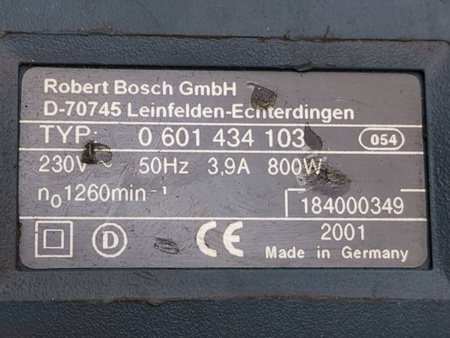 Robert Bosch GmbH
D-70745 Leinfelden-Echterdingen
TYP: 0 601 434 103 054
230V ~ 50Hz 3,9A 800W
n₀ 1260min⁻¹
184000349
D CE 2001
Made in Germany